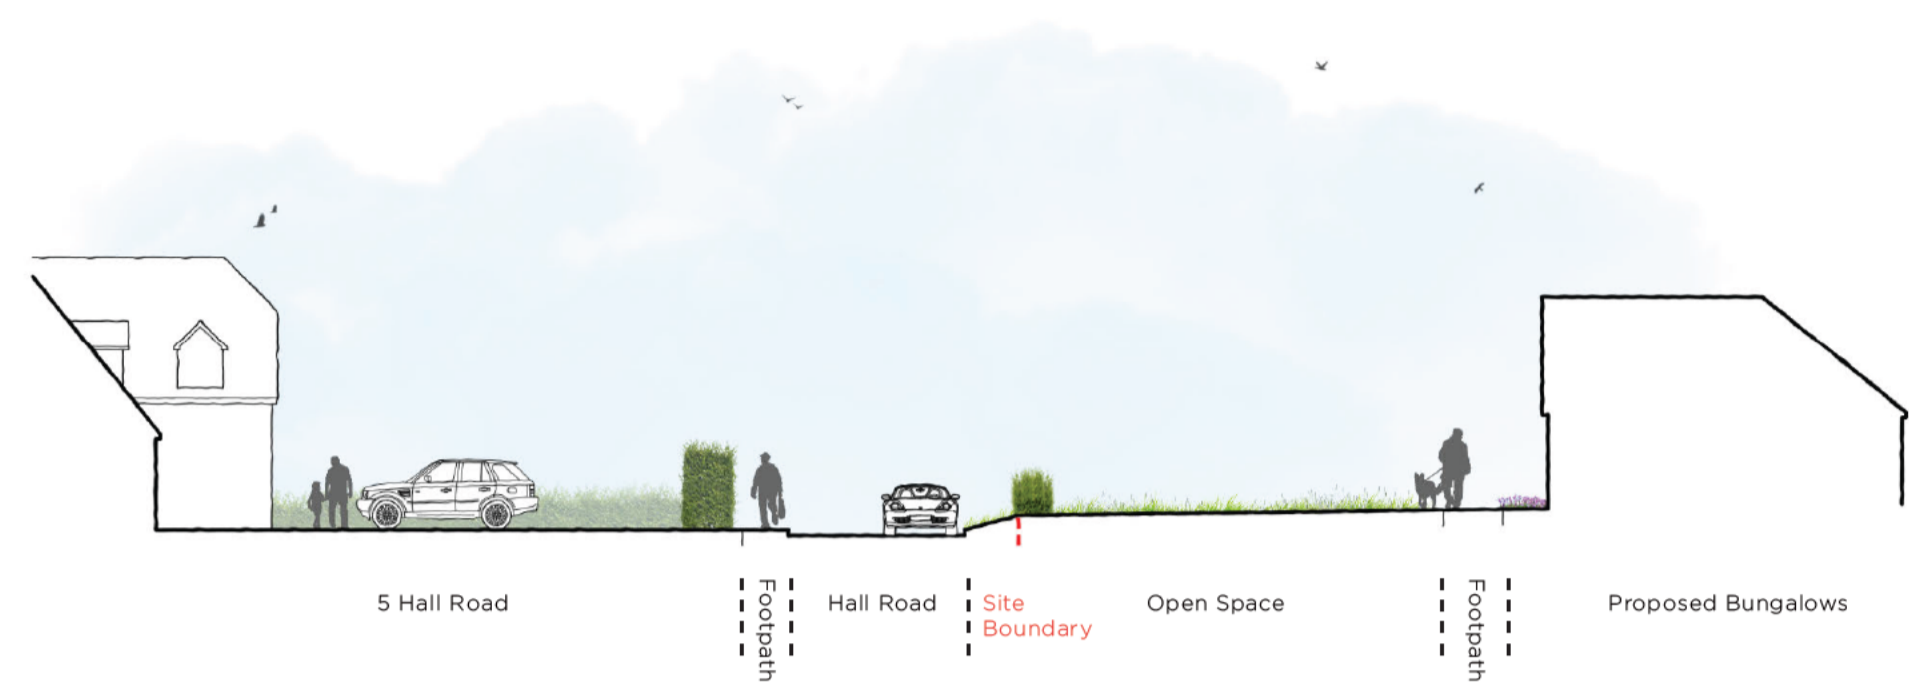 5 Hall Road
Footpath
Hall Road
Site
Boundary
Open Space
Footpath
Proposed Bungalows